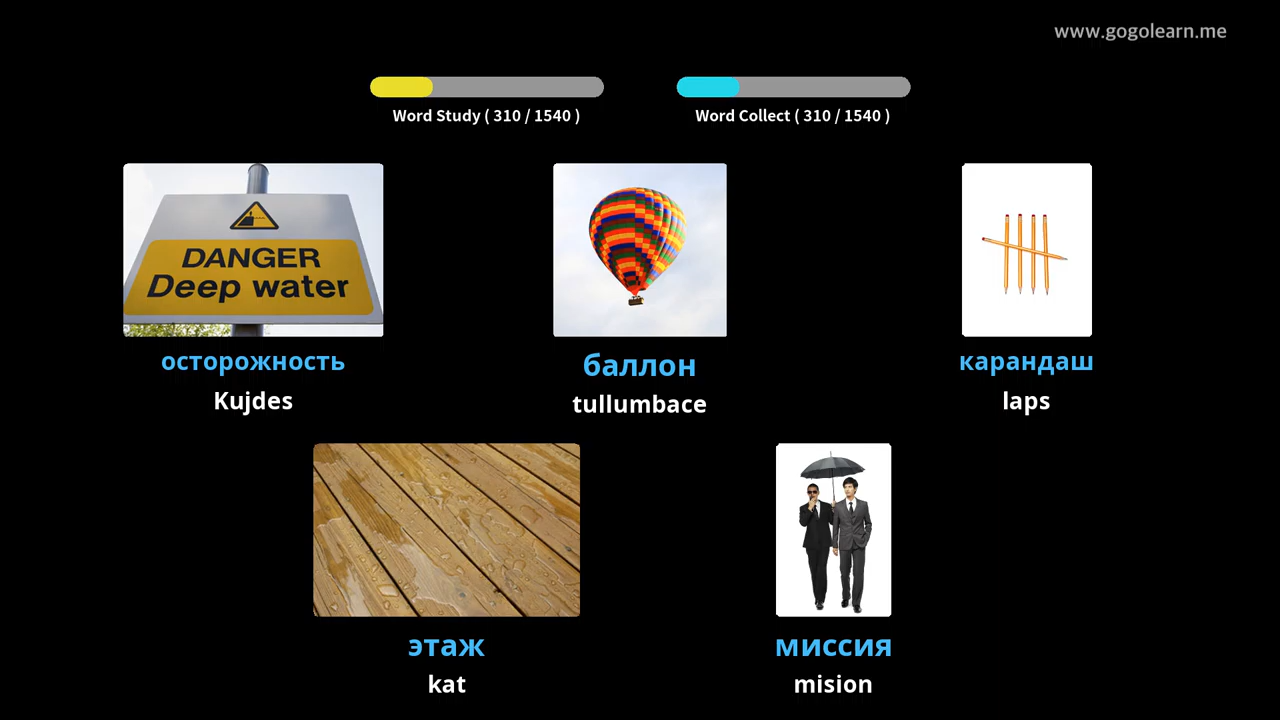 www.gogolearn.me
Word Study ( 310 / 1540 )
Word Collect ( 310 / 1540 )
DANGER
Deep water
осторожность
Kujdes
баллон
tullumbace
карандаш
laps
этаж
kat
миссия
mision